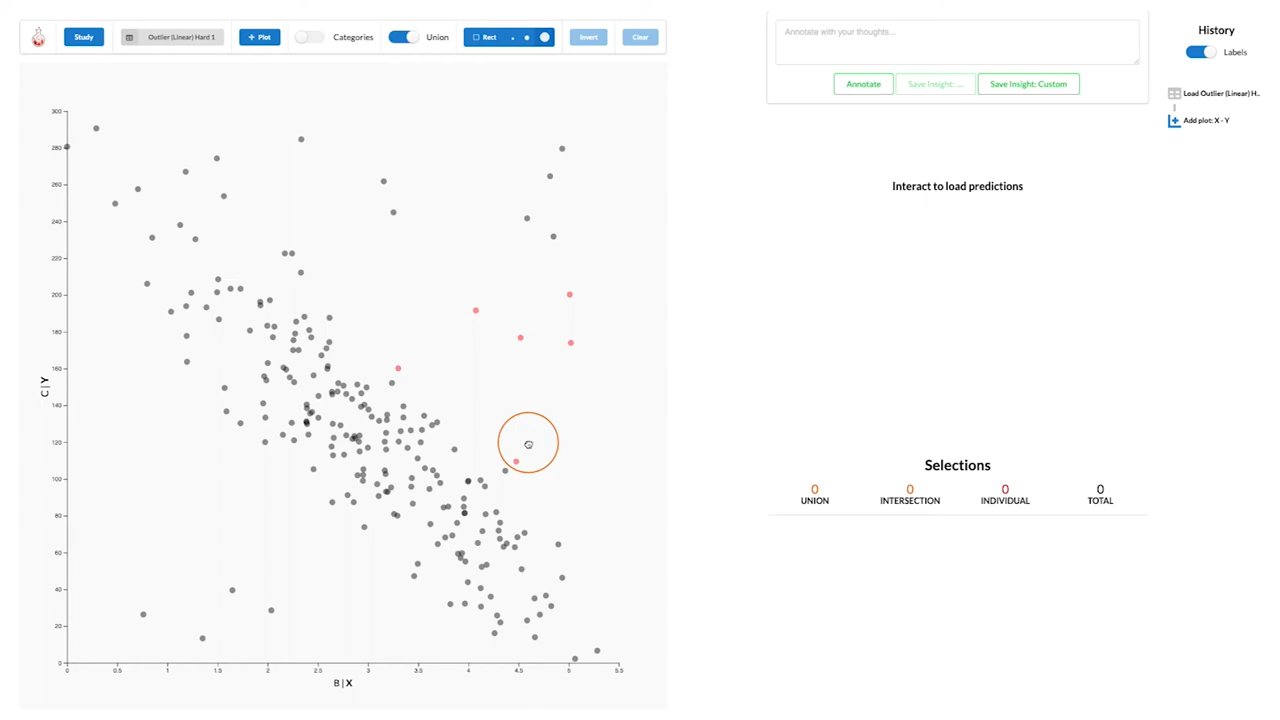 Study
Outlier (Linear) Hard 1
+ Plot
Categories
Union
Rect
Invert
Clear
Annotate with your thoughts...
Annotate
Save Insight: ...
Save Insight: Custom
History
Labels
Load Outlier (Linear) H..
Add plot: X - Y
Interact to load predictions
Selections
0 0 0 0
UNION INTERSECTION INDIVIDUAL TOTAL
300
280
260
240
220
200
180
160
140
120
100
80
60
40
20
0
C | Y
0 0.5 1 1.5 2 2.5 3 3.5 4 4.5 5 5.5
B | X